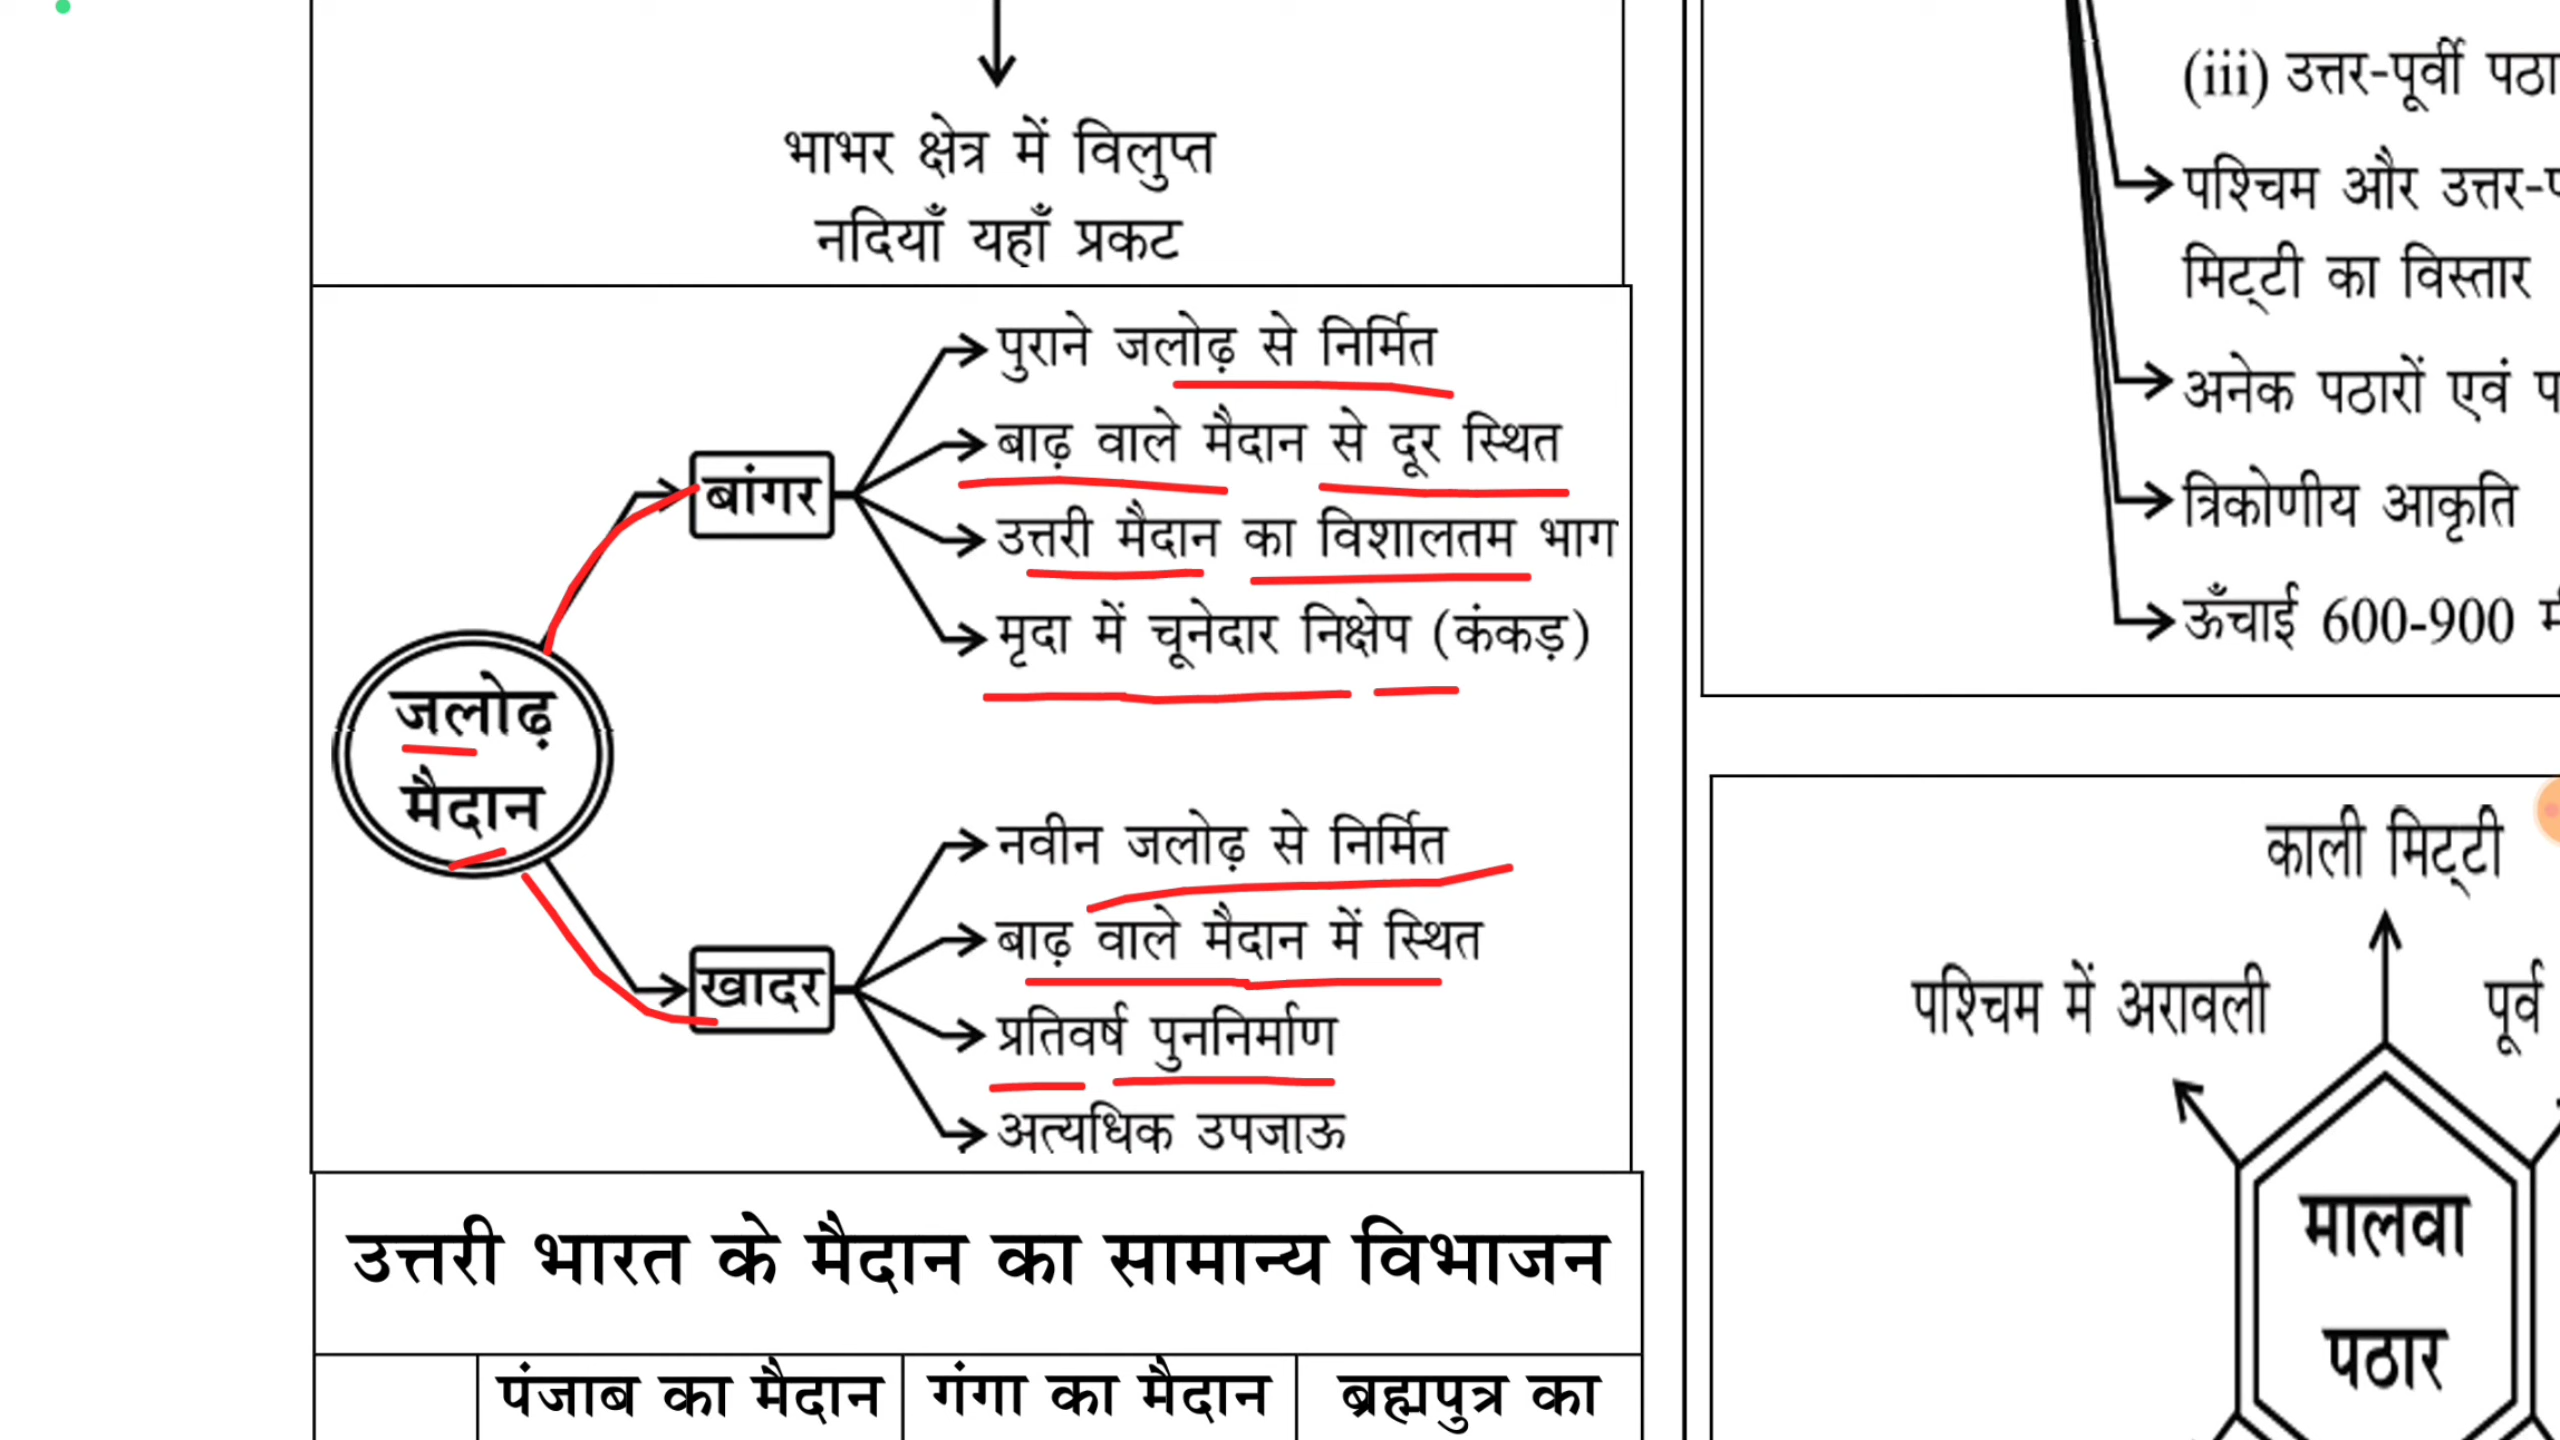 भाभर क्षेत्र में विलुप्त
नदियाँ यहाँ प्रकट
जलोढ़
मैदान
बांगर
पुराने जलोढ़ से निर्मित
बाढ़ वाले मैदान से दूर स्थित
उत्तरी मैदान का विशालतम भाग
मृदा में चूनेदार निक्षेप (कंकड़)
खादर
नवीन जलोढ़ से निर्मित
बाढ़ वाले मैदान में स्थित
प्रतिवर्ष पुननिर्माण
अत्यधिक उपजाऊ
उत्तरी भारत के मैदान का सामान्य विभाजन
पंजाब का मैदान
गंगा का मैदान
ब्रह्मपुत्र का
(iii) उत्तर-पूर्वी
पश्चिम और उत्तर-
मिट्टी का विस्तार
अनेक पठारों एवं
त्रिकोणीय आकृति
ऊँचाई 600-900
काली मिट्टी
पश्चिम में अरावली
पूर्व
मालवा
पठार